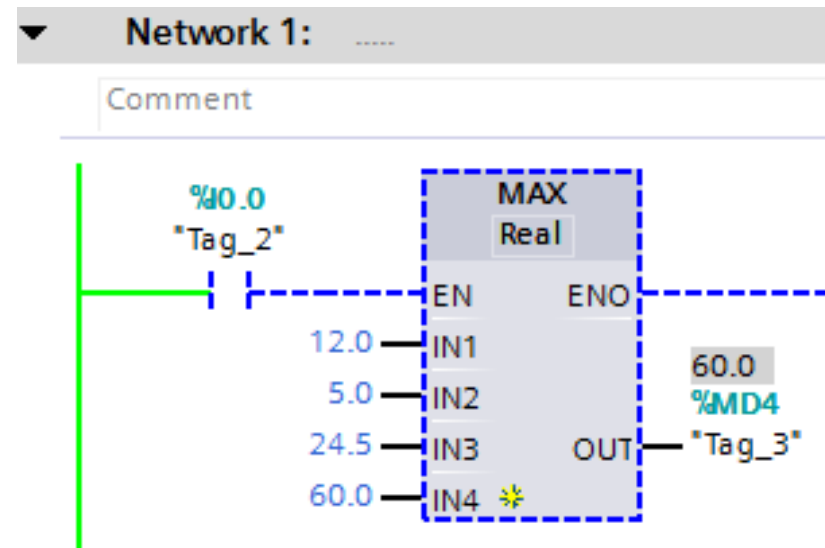 Network 1: .....
Comment
%I0.0
"Tag_2"
MAX
Real
EN ENO
12.0 IN1
5.0 IN2
24.5 IN3
60.0 IN4
60.0
%MD4
OUT "Tag_3"